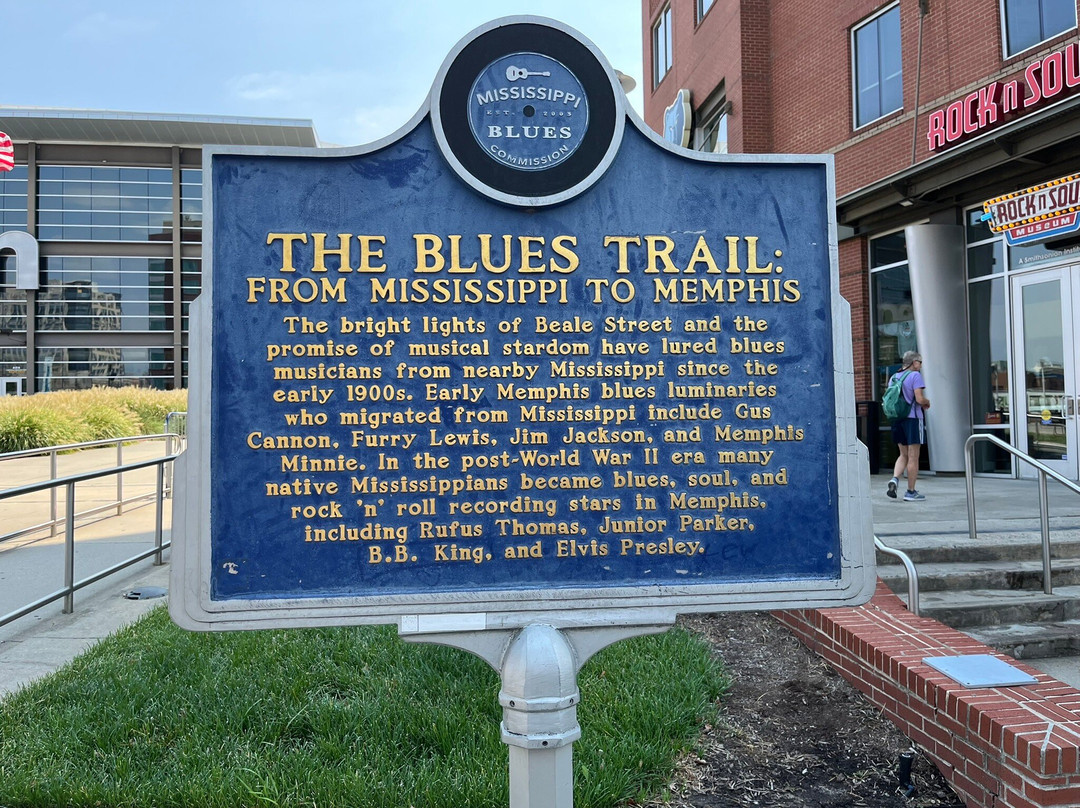 MISSISSIPPI
EST. 2003
BLUES
COMMISSION
THE BLUES TRAIL:
FROM MISSISSIPPI TO MEMPHIS
The bright lights of Beale Street and the
promise of musical stardom have lured blues
musicians from nearby Mississippi since the
early 1900s. Early Memphis blues luminaries
who migrated from Mississippi include Gus
Cannon, Furry Lewis, Jim Jackson, and Memphis
Minnie. In the post-World War II era many
native Mississippians became blues, soul, and
rock 'n' roll recording stars in Memphis,
including Rufus Thomas, Junior Parker,
B.B. King, and Elvis Presley.
ROCK N SOU
ROCK N SOU
MUSEUM
A Smithsonian